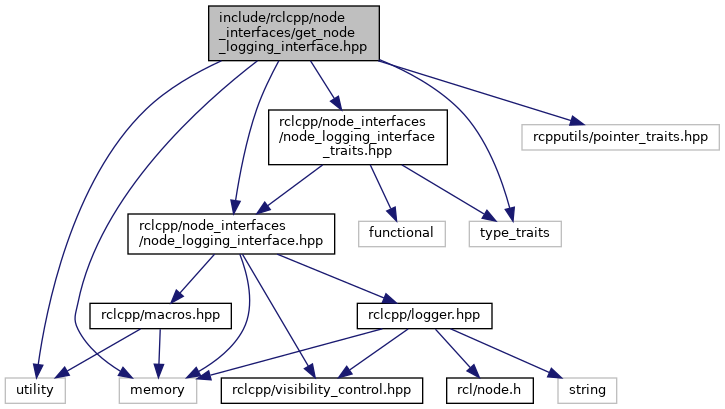 include/rclcpp/node
_interfaces/get_node
_logging_interface.hpp
rclcpp/node_interfaces
/node_logging_interface
_traits.hpp
rcpputils/pointer_traits.hpp
rclcpp/node_interfaces
/node_logging_interface.hpp
functional
type_traits
rclcpp/macros.hpp
rclcpp/logger.hpp
utility
memory
rclcpp/visibility_control.hpp
rcl/node.h
string